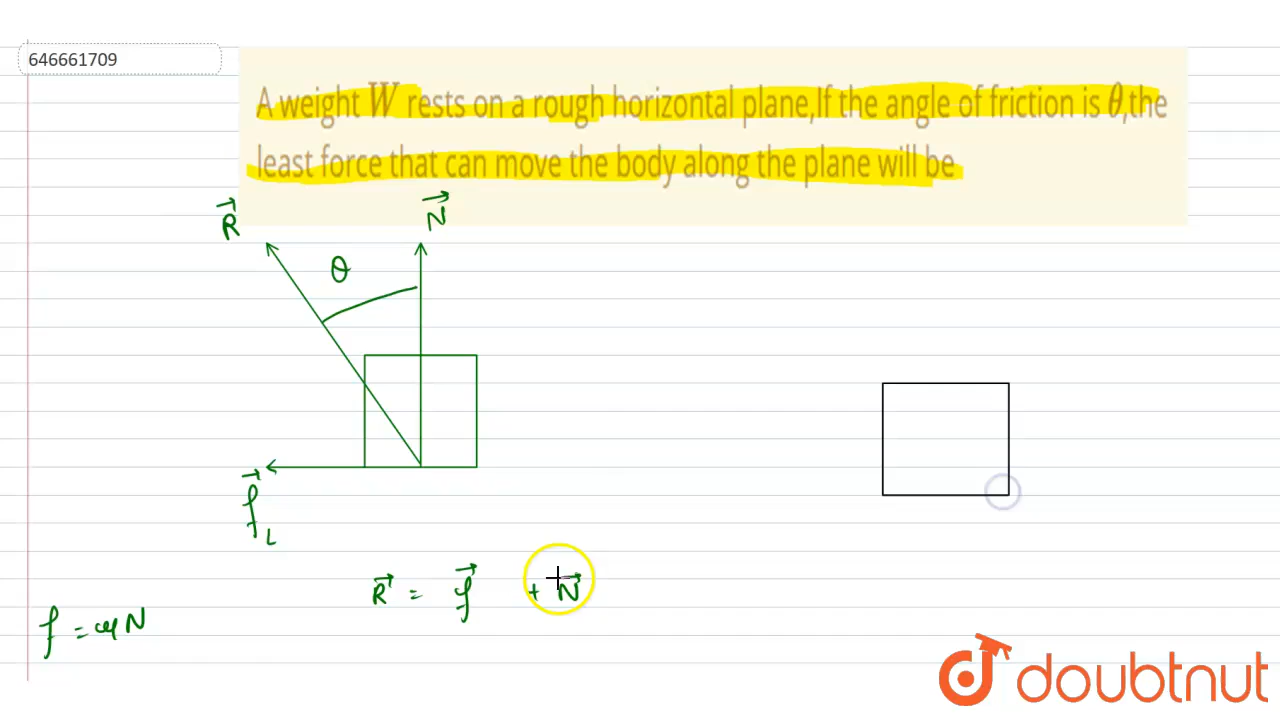 646661709
A weight W rests on a rough horizontal plane,If the angle of friction is θ,the
least force that can move the body along the plane will be
R⃗
N⃗
θ
f⃗L
R⃗ = f⃗ + N⃗
f = μN
doubtnut